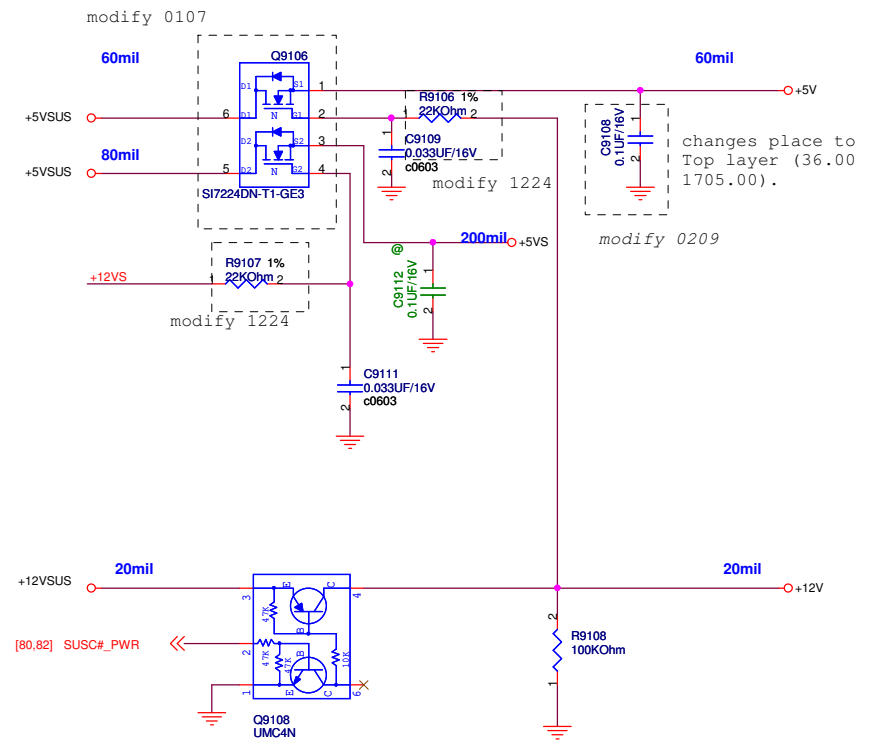 modify 0107
60mil
Q9106
60mil
D1
S1
1
+5V
+5VSUS
6
D1
N
G1
2
R9106 1%
1
22KOhm
2
D2
S2
3
80mil
+5VSUS
5
D2
N
G2
4
SI7224DN-T1-GE3
1
C9109
0.033UF/16V
2
c0603
modify 1224
C9108
0.1UF/16V
1
2
changes place to
Top layer (36.00
1705.00).
modify 0209
200mil
+5VS
@
C9112
0.1UF/16V
1
2
R9107 1%
+12VS
1
22KOhm
2
modify 1224
1
C9111
0.033UF/16V
2
c0603
20mil
20mil
+12VSUS
3
E
C
4
+12V
47K
B
[80,82] SUSC#_PWR
2
47K
47K
B
10K
1
E
C
6
Q9108
UMC4N
2
R9108
100KOhm
1